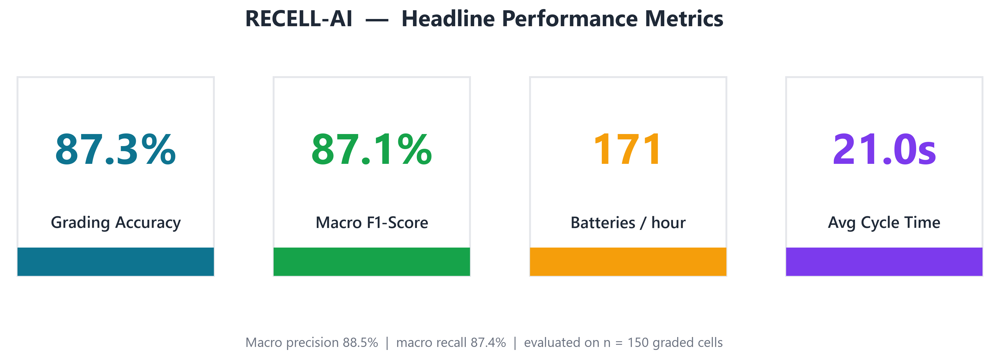 RECELL-AI — Headline Performance Metrics
87.3%
Grading Accuracy
87.1%
Macro F1-Score
171
Batteries / hour
21.0s
Avg Cycle Time
Macro precision 88.5% | macro recall 87.4% | evaluated on n = 150 graded cells